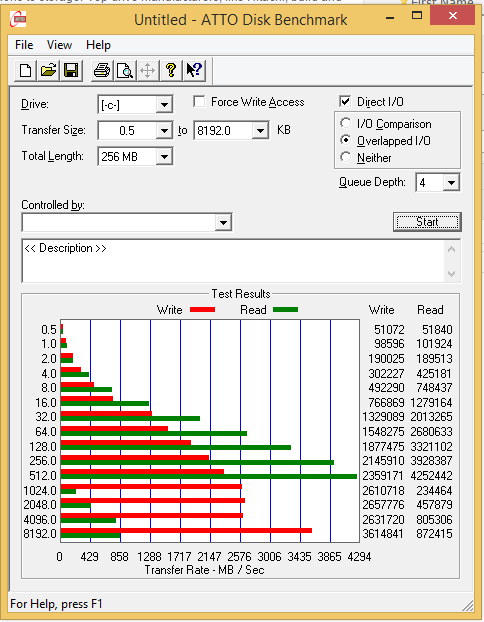 Untitled - ATTO Disk Benchmark
File View Help
Drive: [-c-] Force Write Access Direct I/O
Transfer Size: 0.5 to 8192.0 KB I/O Comparison
Overlapped I/O
Total Length: 256 MB Neither
Queue Depth: 4
Controlled by:
Start
<< Description >>
Test Results
Write Read Write Read
0.5 51072 51840
1.0 98596 101924
2.0 190025 189513
4.0 302227 425181
8.0 492290 748437
16.0 766869 1279164
32.0 1329089 2013265
64.0 1548275 2680633
128.0 1877475 3321102
256.0 2145910 3928387
512.0 2359171 4252442
1024.0 2610718 234464
2048.0 2657776 457879
4096.0 2631720 805306
8192.0 3614841 872415
0 429 858 1288 1717 2147 2576 3006 3435 3865 4294
Transfer Rate - MB / Sec
For Help, press F1